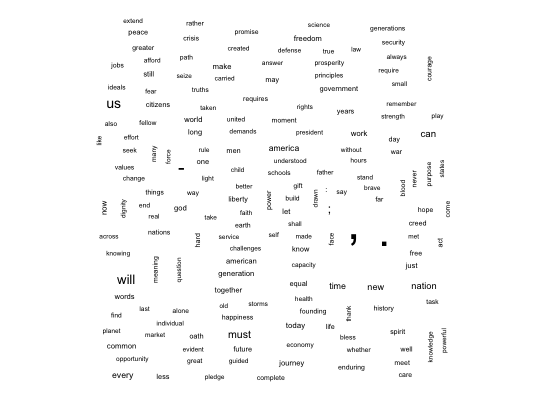 extend rather science
peace promise generations
crisis freedom
greater created defense true law security
jobs afford path answer prosperity always
still seize make carried may principles require courage
ideals fear truths government small
us citizens taken requires rights years remember
also fellow world united moment strength play
like effort long demands president work day can
seek many force rule men america without war
values - one child understood hours
change light schools father stand never purpose states
things way better gift : say brave blood
now dignity end god liberty power build drawn far
real take faith let ; hope come
earth shall creed
across nations hard service self made face , . met act
knowing challenges know free
meaning question american capacity just
will generation
together equal time new nation
words old storms health task
find last alone happiness founding thank history
planet individual today life spirit
market oath must bless knowledge powerful
common evident future economy whether well
opportunity great guided journey enduring meet
every less pledge complete care